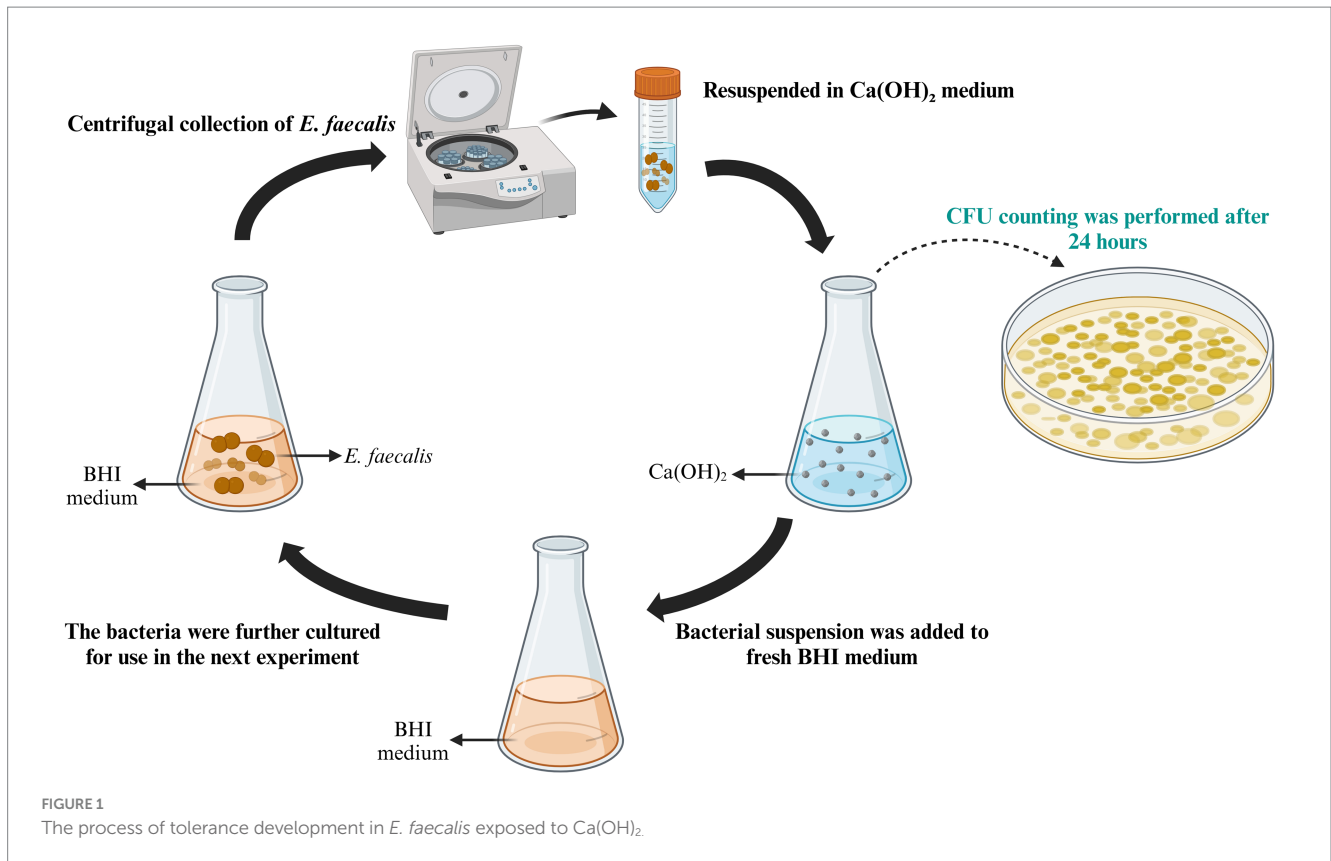 Centrifugal collection of E. faecalis
Resuspended in Ca(OH)₂ medium
CFU counting was performed after
24 hours
BHI
medium
E. faecalis
Ca(OH)₂
The bacteria were further cultured
for use in the next experiment
Bacterial suspension was added to
fresh BHI medium
BHI
medium
FIGURE 1
The process of tolerance development in E. faecalis exposed to Ca(OH)₂.